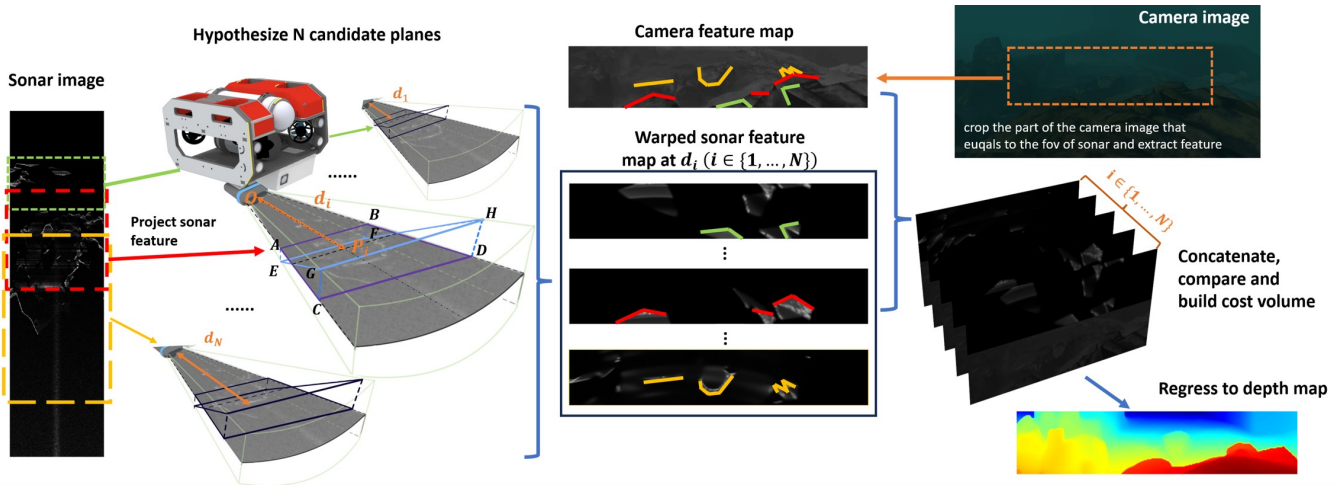 Sonar image
Hypothesize N candidate planes
d₁
......
O
dᵢ
B
H
F
Pᵢ
A
D
E
G
C
Project sonar
feature
......
d_N
Camera feature map
Warped sonar feature
map at dᵢ (i ∈ {1, ..., N})
⋮
⋮
Camera image
crop the part of the camera image that
euqals to the fov of sonar and extract feature
i ∈ {1, ..., N}
Concatenate,
compare and
build cost volume
Regress to depth map